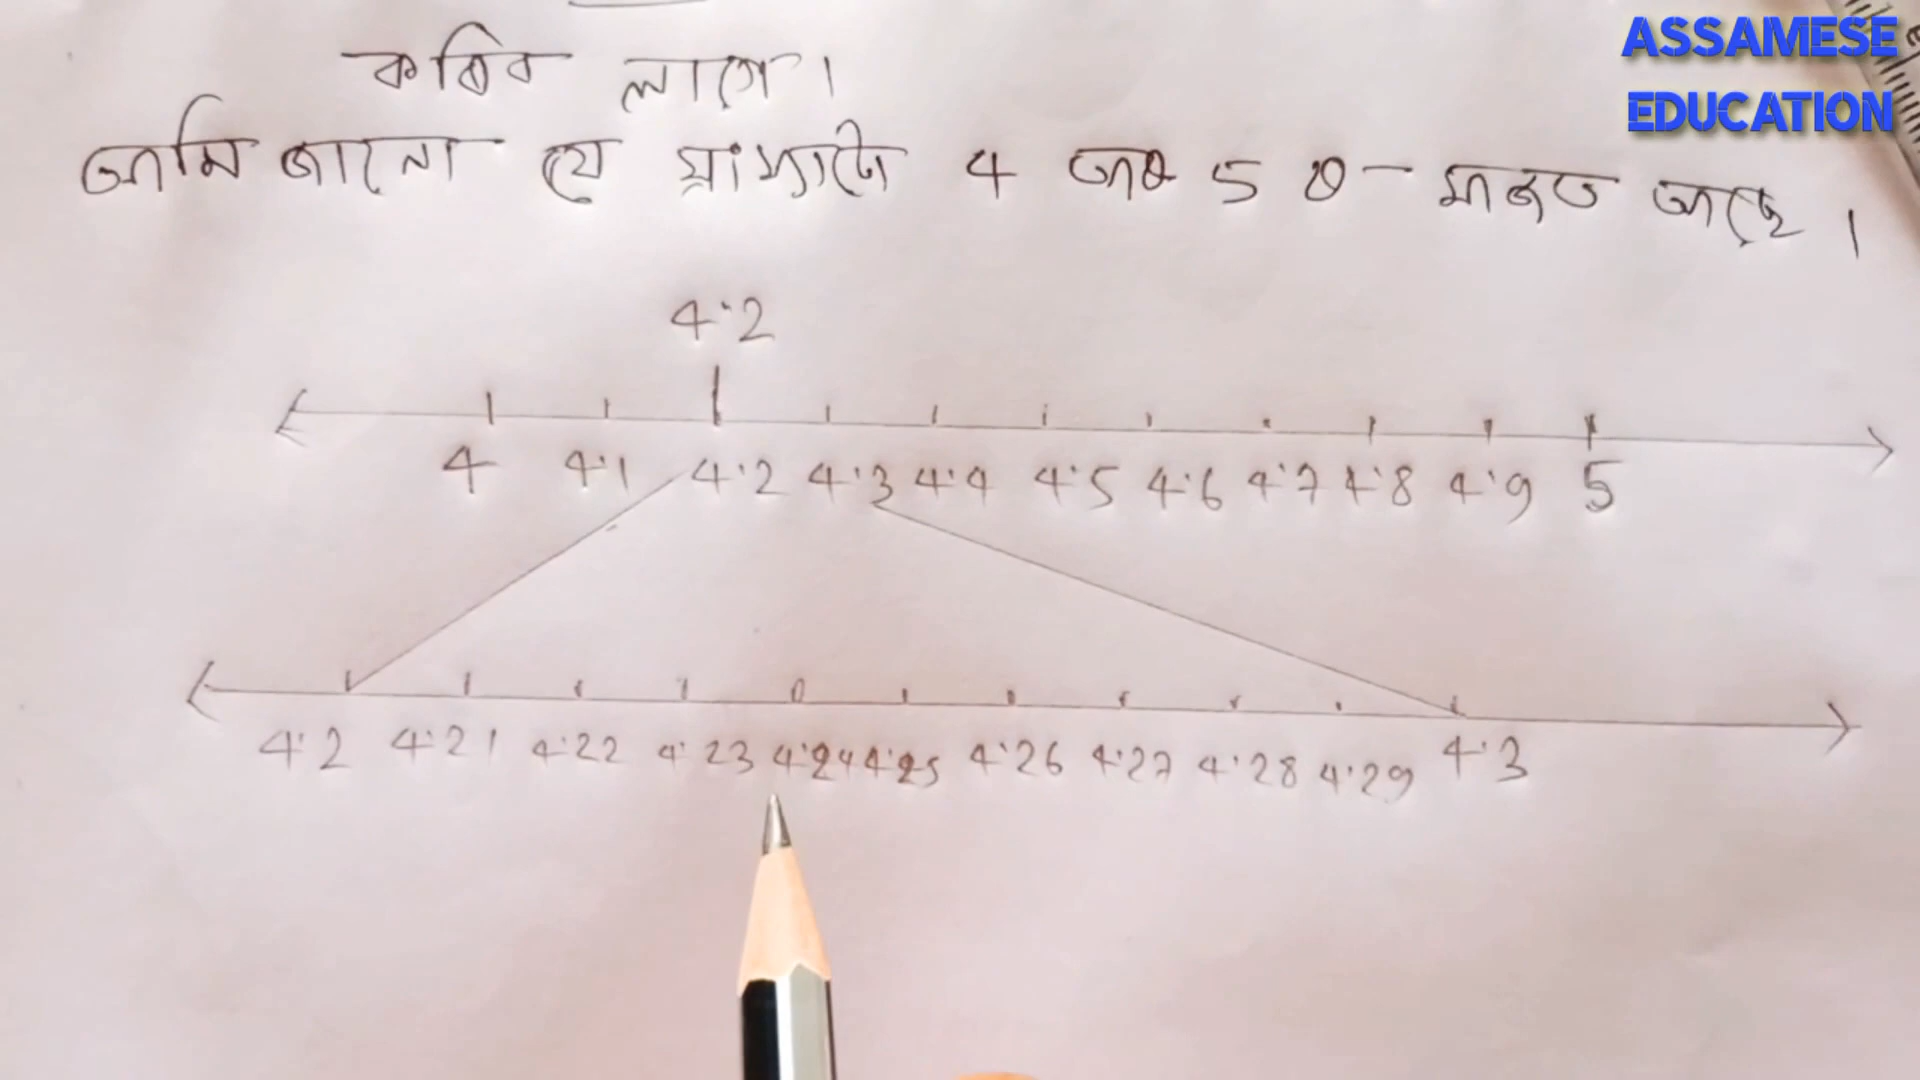 কৰিব লাগে।
আমি জানো যে সংখ্যাটো 4 আৰু 5 ৰ- মাজত আছে।
4.2
4 4.1 4.2 4.3 4.4 4.5 4.6 4.7 4.8 4.9 5
4.2 4.21 4.22 4.23 4.24 4.25 4.26 4.27 4.28 4.29 4.3
ASSAMESE
EDUCATION